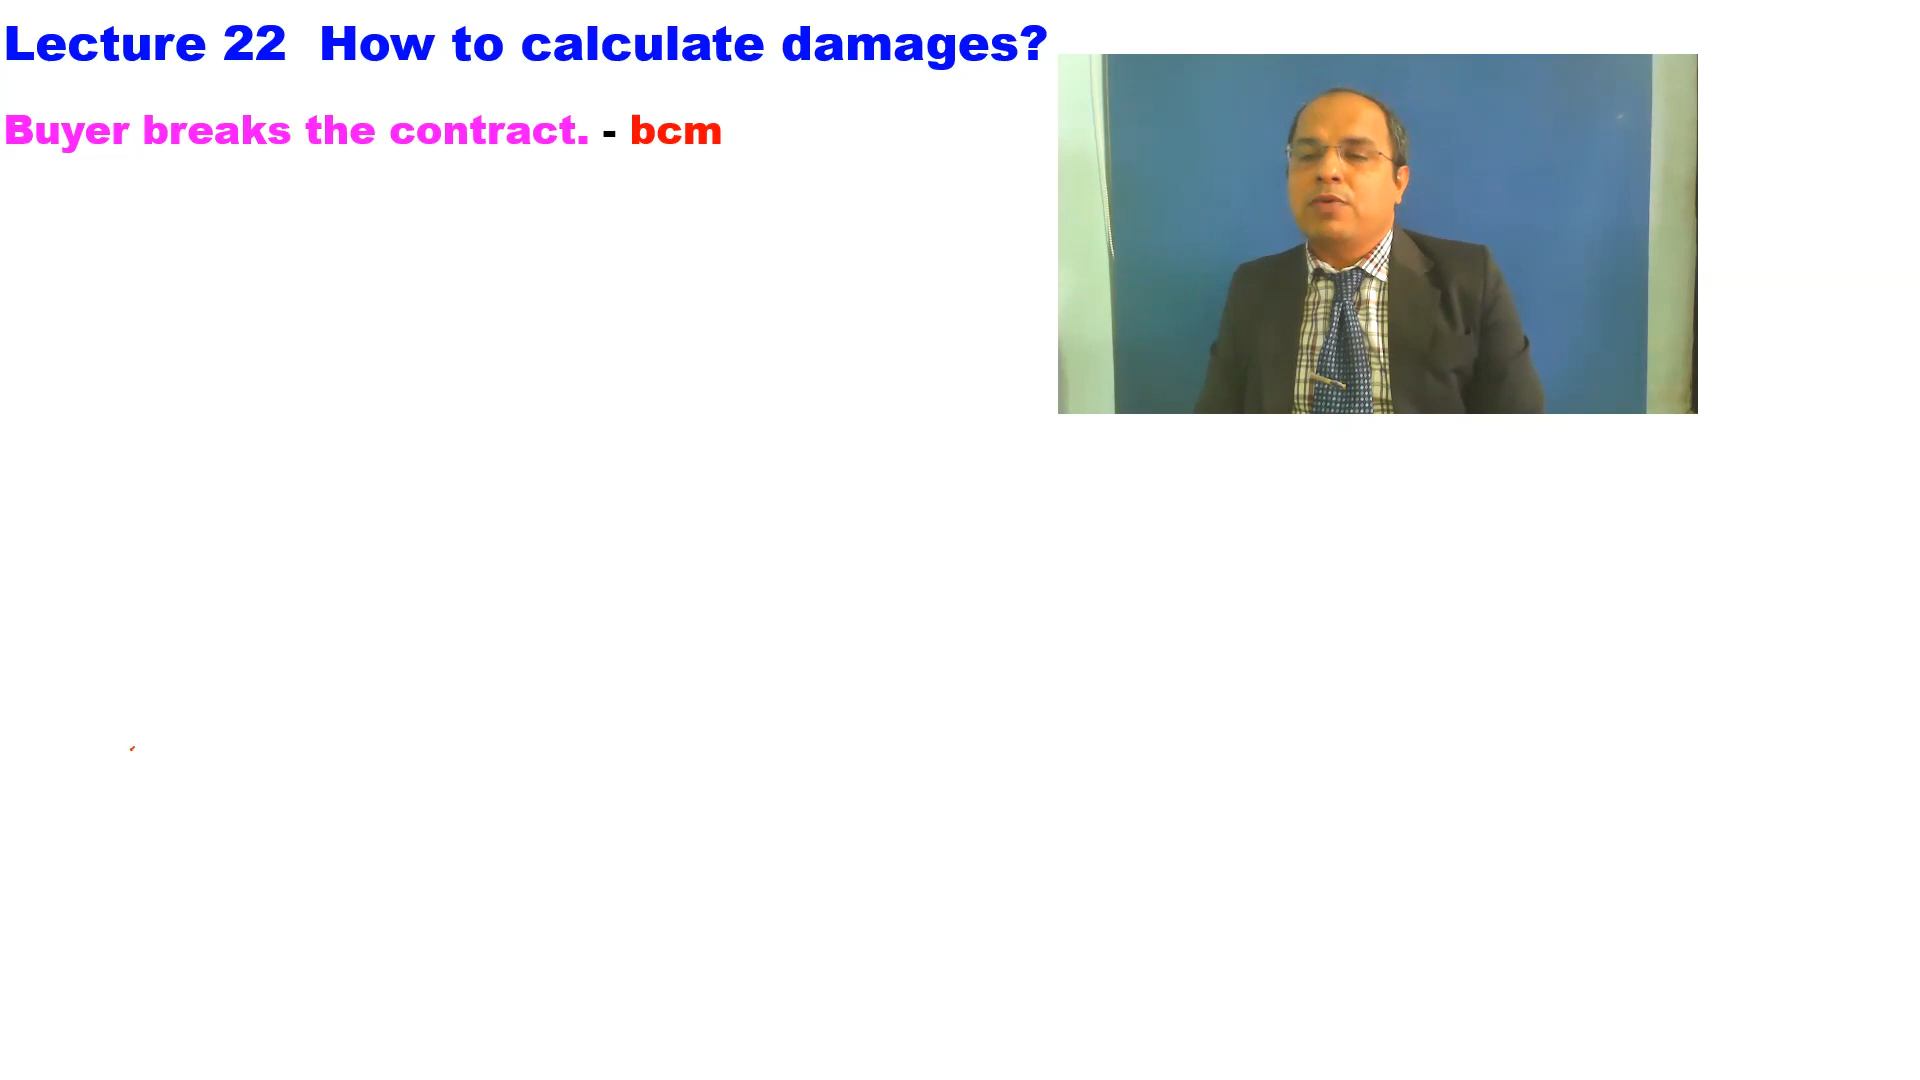 Lecture 22  How to calculate damages?
Buyer breaks the contract. - bcm